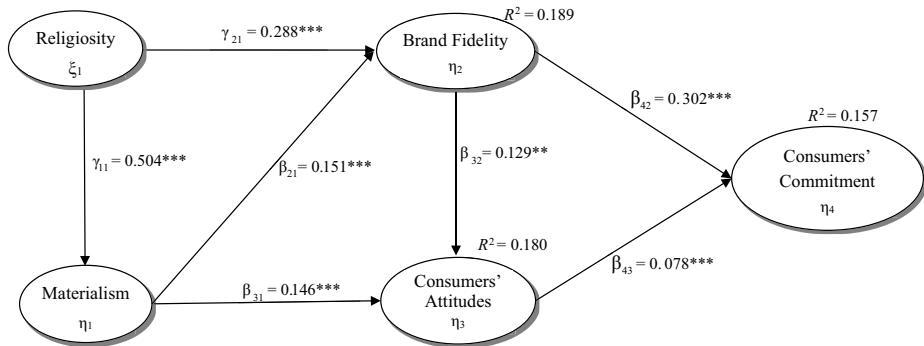 R² = 0.189
Religiosity
ξ₁
γ ₂₁ = 0.288***
Brand Fidelity
η₂
β₄₂ = 0.302***
R² = 0.157
γ₁₁ = 0.504***
β₂₁ = 0.151***
β₃₂ = 0.129**
Consumers’
Commitment
η₄
R² = 0.180
Materialism
η₁
β ₃₁ = 0.146***
Consumers’
Attitudes
η₃
β₄₃ = 0.078***